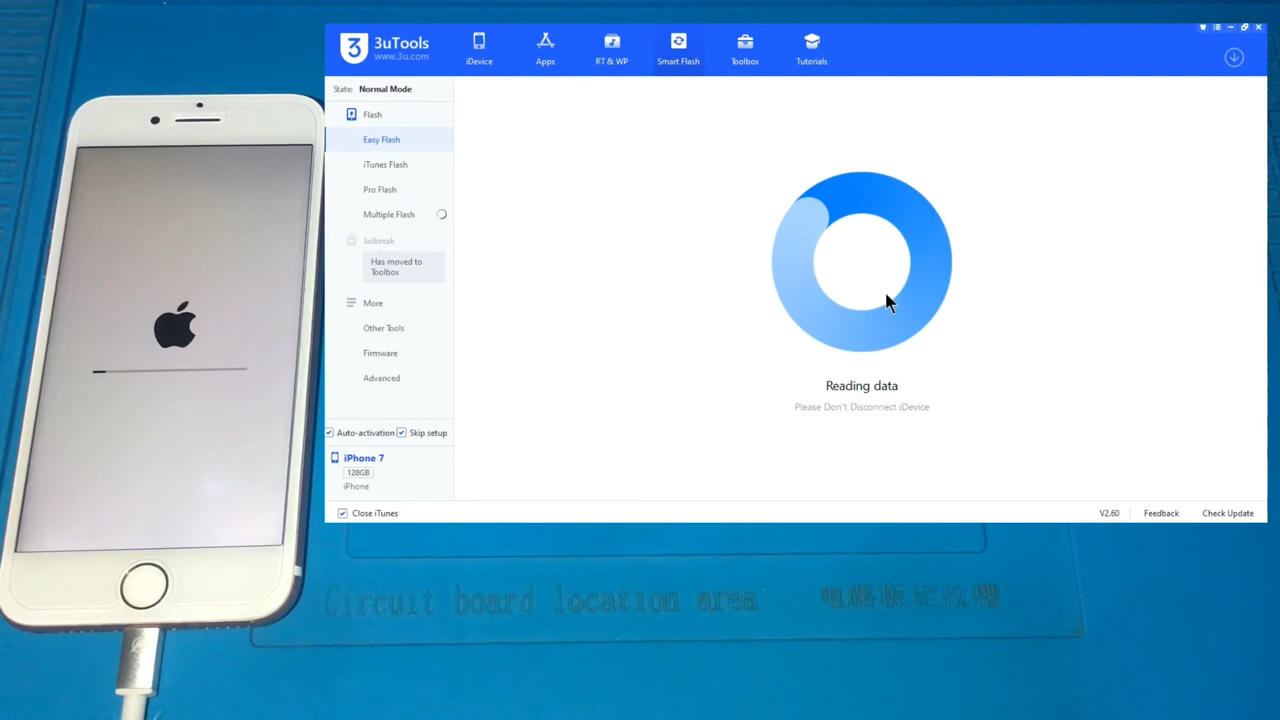 3uTools
www.3u.com
iDevice
Apps
RT & WP
Smart Flash
Toolbox
Tutorials
State: Normal Mode
Flash
Easy Flash
iTunes Flash
Pro Flash
Multiple Flash
Jailbreak
Has moved to
Toolbox
More
Other Tools
Firmware
Advanced
Auto-activation
Skip setup
iPhone 7
128GB
iPhone
Reading data
Please Don't Disconnect iDevice
Close iTunes
V2.60
Feedback
Check Update
Circuit board location area 电路板定位槽